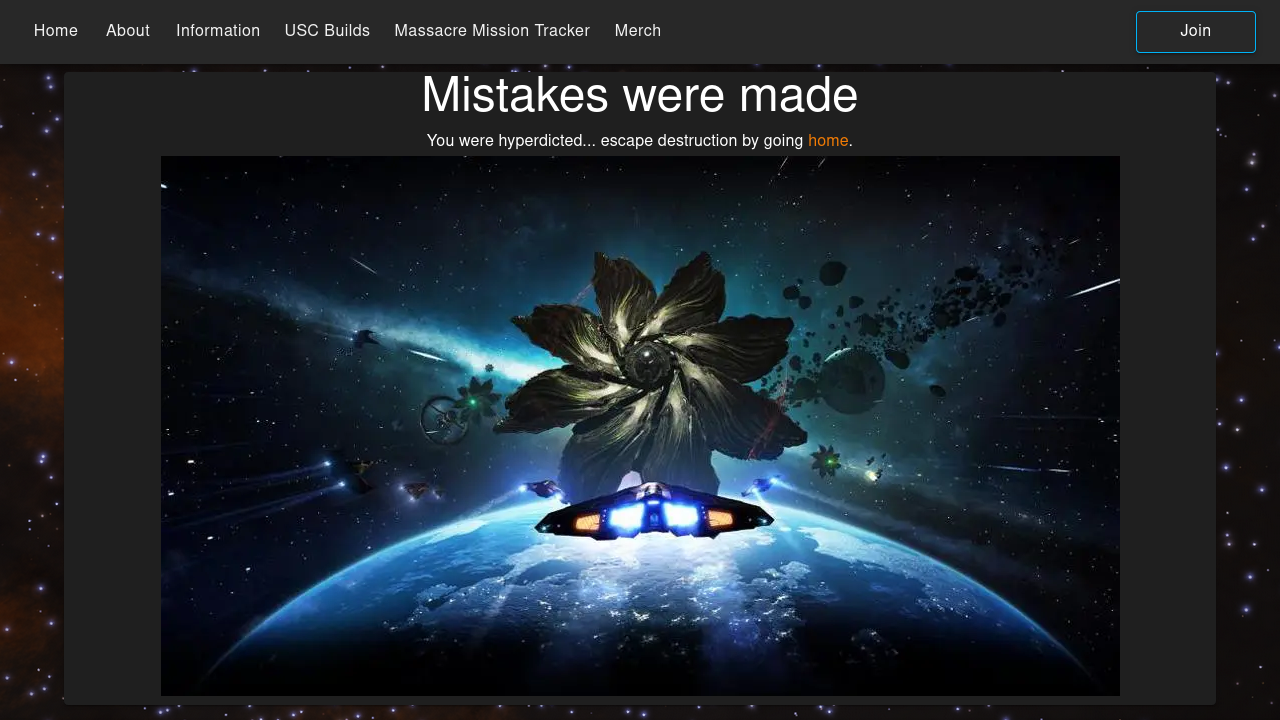 Home About Information USC Builds Massacre Mission Tracker Merch Join
Mistakes were made
You were hyperdicted... escape destruction by going home.